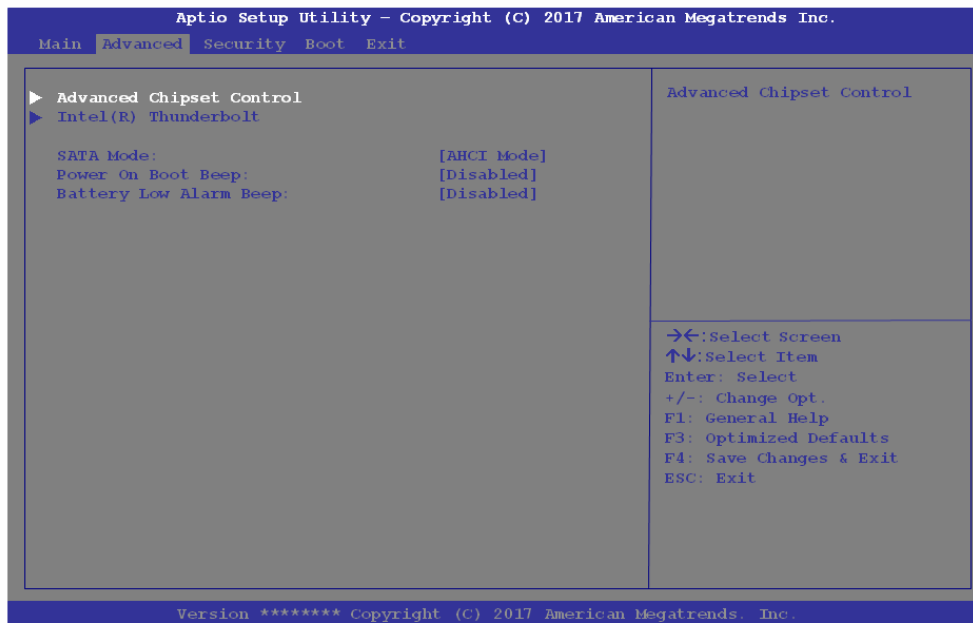 Aptio Setup Utility – Copyright (C) 2017 American Megatrends Inc.
Main Advanced Security Boot Exit
Advanced Chipset Control
Intel(R) Thunderbolt
SATA Mode: [AHCI Mode]
Power On Boot Beep: [Disabled]
Battery Low Alarm Beep: [Disabled]
Advanced Chipset Control
→←:Select Screen
↑↓:Select Item
Enter: Select
+/-: Change Opt.
F1: General Help
F3: Optimized Defaults
F4: Save Changes & Exit
ESC: Exit
Version ******** Copyright (C) 2017 American Megatrends. Inc.